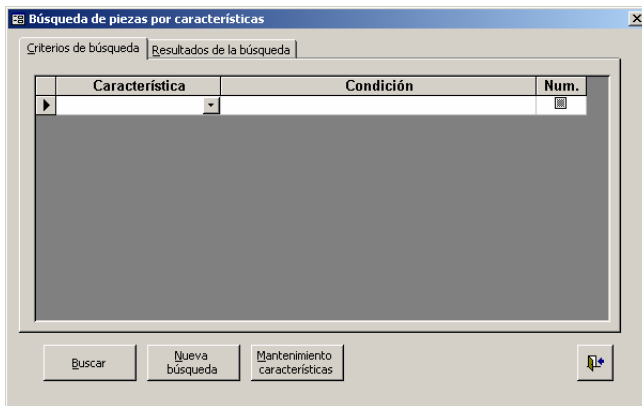 Búsqueda de piezas por características
Criterios de búsqueda
Resultados de la búsqueda
Característica
Condición
Num.
Buscar
Nueva
búsqueda
Mantenimiento
características